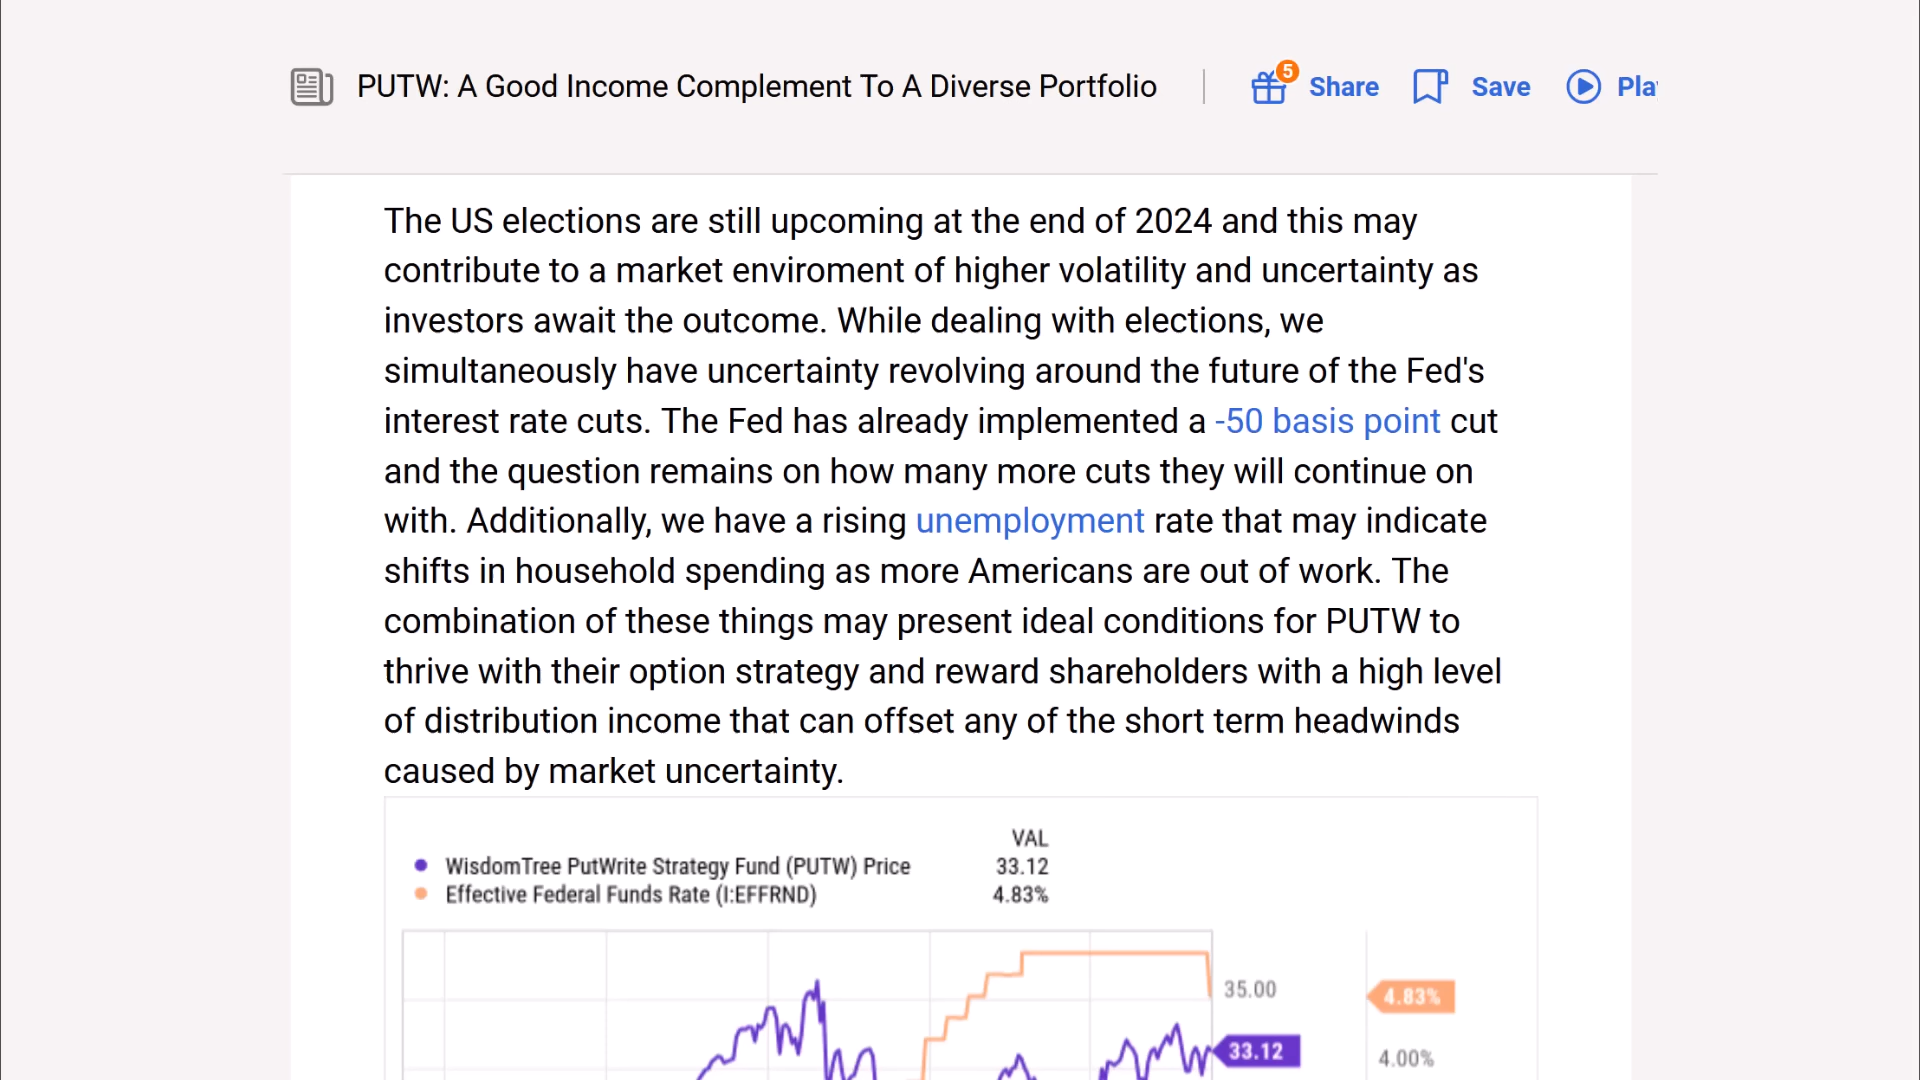 PUTW: A Good Income Complement To A Diverse Portfolio
5
Share
Save
The US elections are still upcoming at the end of 2024 and this may
contribute to a market enviroment of higher volatility and uncertainty as
investors await the outcome. While dealing with elections, we
simultaneously have uncertainty revolving around the future of the Fed's
interest rate cuts. The Fed has already implemented a -50 basis point cut
and the question remains on how many more cuts they will continue on
with. Additionally, we have a rising unemployment rate that may indicate
shifts in household spending as more Americans are out of work. The
combination of these things may present ideal conditions for PUTW to
thrive with their option strategy and reward shareholders with a high level
of distribution income that can offset any of the short term headwinds
caused by market uncertainty.
VAL
WisdomTree PutWrite Strategy Fund (PUTW) Price 33.12
Effective Federal Funds Rate (I:EFFRND) 4.83%
35.00
4.83%
33.12
4.00%